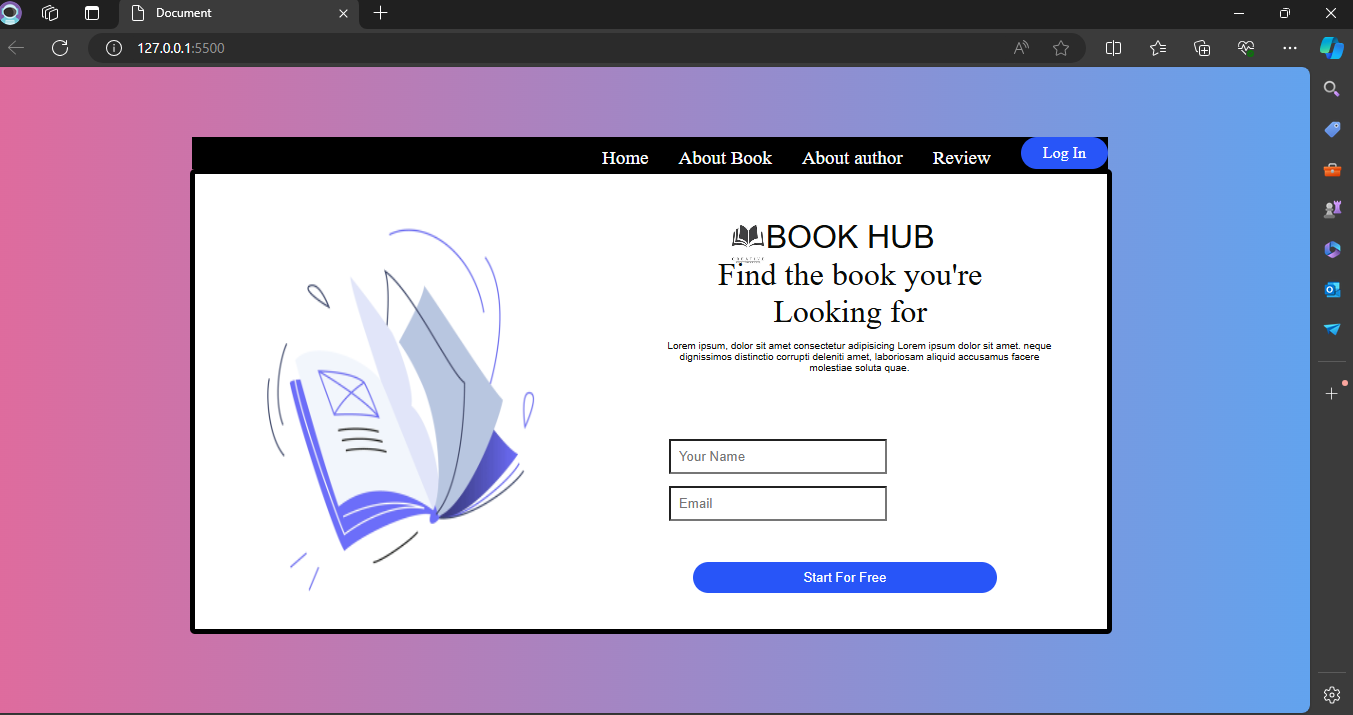 Document
127.0.0.1:5500
Home About Book About author Review Log In
BOOK HUB
Find the book you're
Looking for
Lorem ipsum, dolor sit amet consectetur adipisicing Lorem ipsum dolor sit amet. neque
dignissimos distinctio corrupti deleniti amet, laboriosam aliquid accusamus facere
molestiae soluta quae.
Your Name
Email
Start For Free